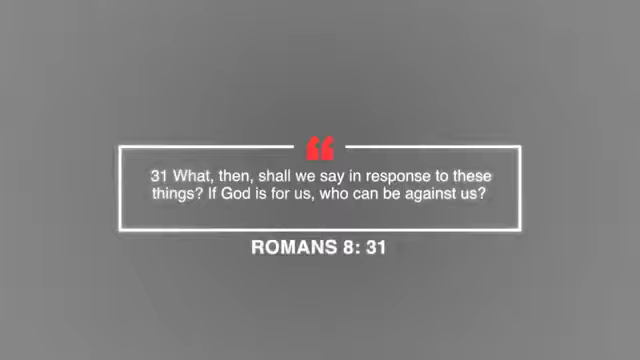 31 What, then, shall we say in response to these
things? If God is for us, who can be against us?
ROMANS 8: 31